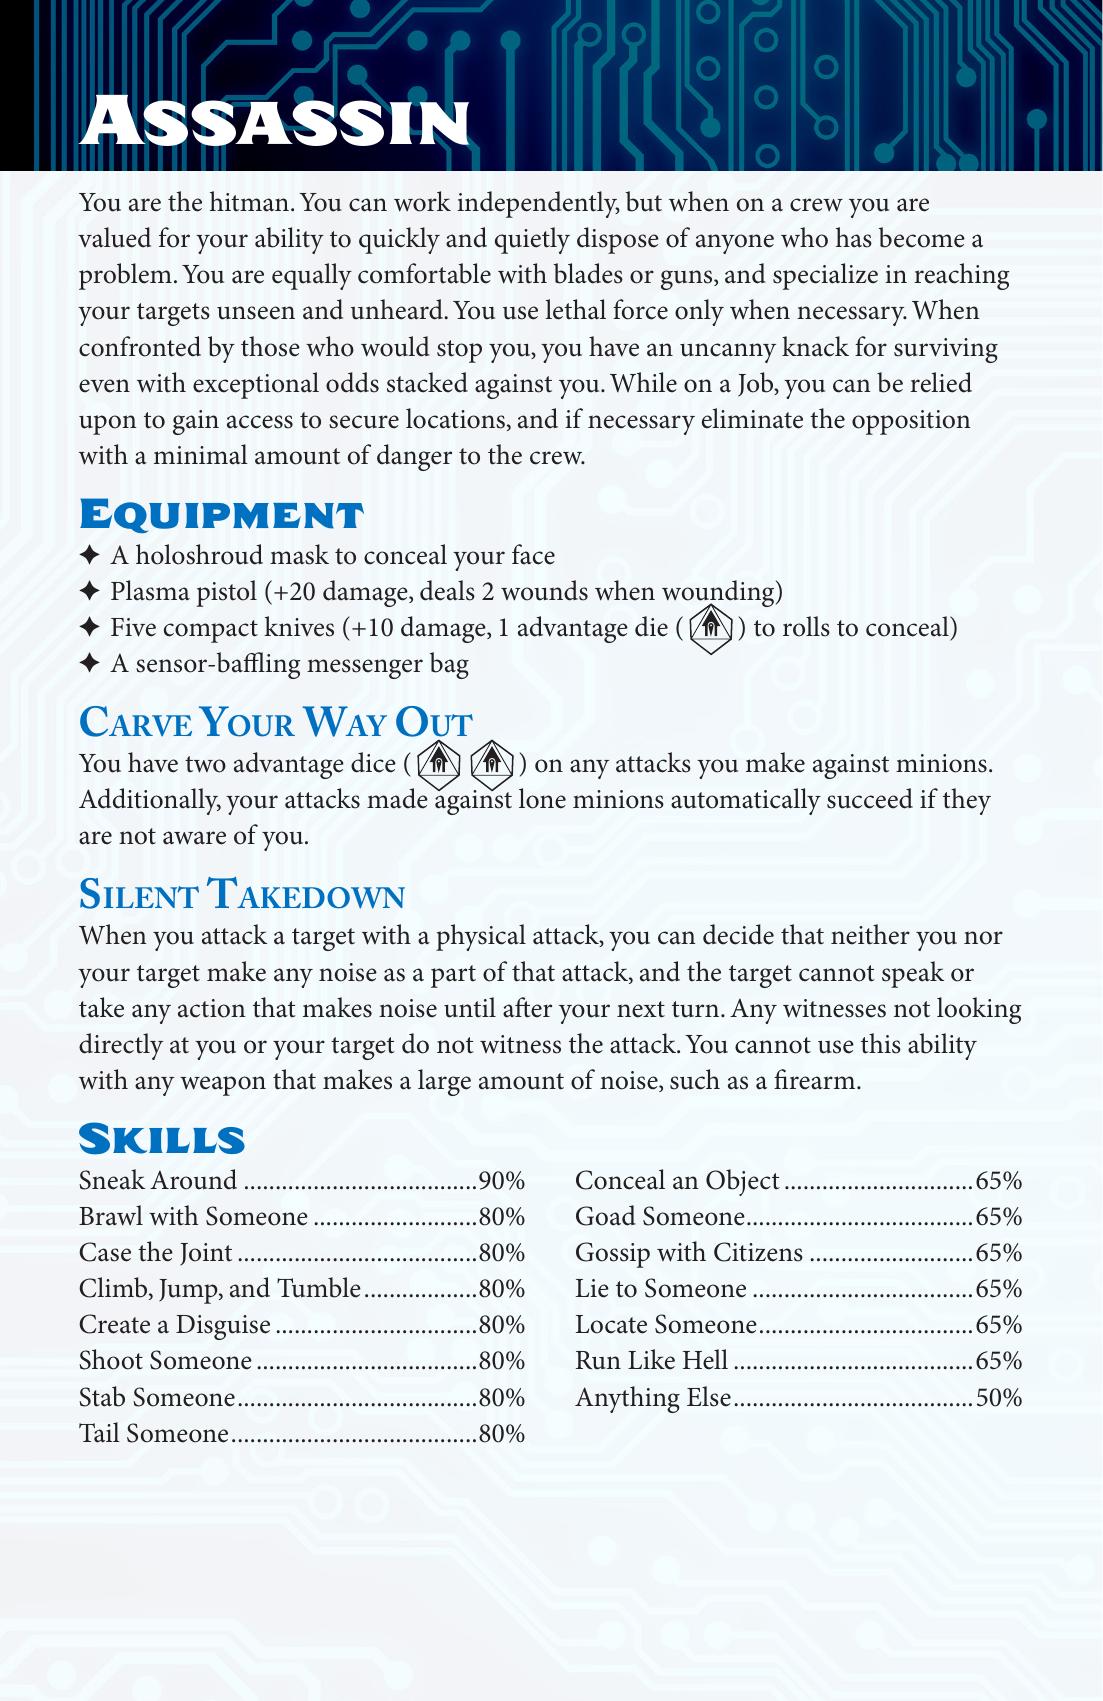 Assassin
You are the hitman. You can work independently, but when on a crew you are
valued for your ability to quickly and quietly dispose of anyone who has become a
problem. You are equally comfortable with blades or guns, and specialize in reaching
your targets unseen and unheard. You use lethal force only when necessary. When
confronted by those who would stop you, you have an uncanny knack for surviving
even with exceptional odds stacked against you. While on a Job, you can be relied
upon to gain access to secure locations, and if necessary eliminate the opposition
with a minimal amount of danger to the crew.
Equipment
✦ A holoshroud mask to conceal your face
✦ Plasma pistol (+20 damage, deals 2 wounds when wounding)
✦ Five compact knives (+10 damage, 1 advantage die ( ) to rolls to conceal)
✦ A sensor-baffling messenger bag
Carve Your Way Out
You have two advantage dice ( ) on any attacks you make against minions.
Additionally, your attacks made against lone minions automatically succeed if they
are not aware of you.
Silent Takedown
When you attack a target with a physical attack, you can decide that neither you nor
your target make any noise as a part of that attack, and the target cannot speak or
take any action that makes noise until after your next turn. Any witnesses not looking
directly at you or your target do not witness the attack. You cannot use this ability
with any weapon that makes a large amount of noise, such as a firearm.
Skills
Sneak Around .....................................90%
Brawl with Someone ..........................80%
Case the Joint ......................................80%
Climb, Jump, and Tumble..................80%
Create a Disguise ................................80%
Shoot Someone ...................................80%
Stab Someone......................................80%
Tail Someone.......................................80%
Conceal an Object ..............................65%
Goad Someone....................................65%
Gossip with Citizens ..........................65%
Lie to Someone ...................................65%
Locate Someone..................................65%
Run Like Hell ......................................65%
Anything Else......................................50%